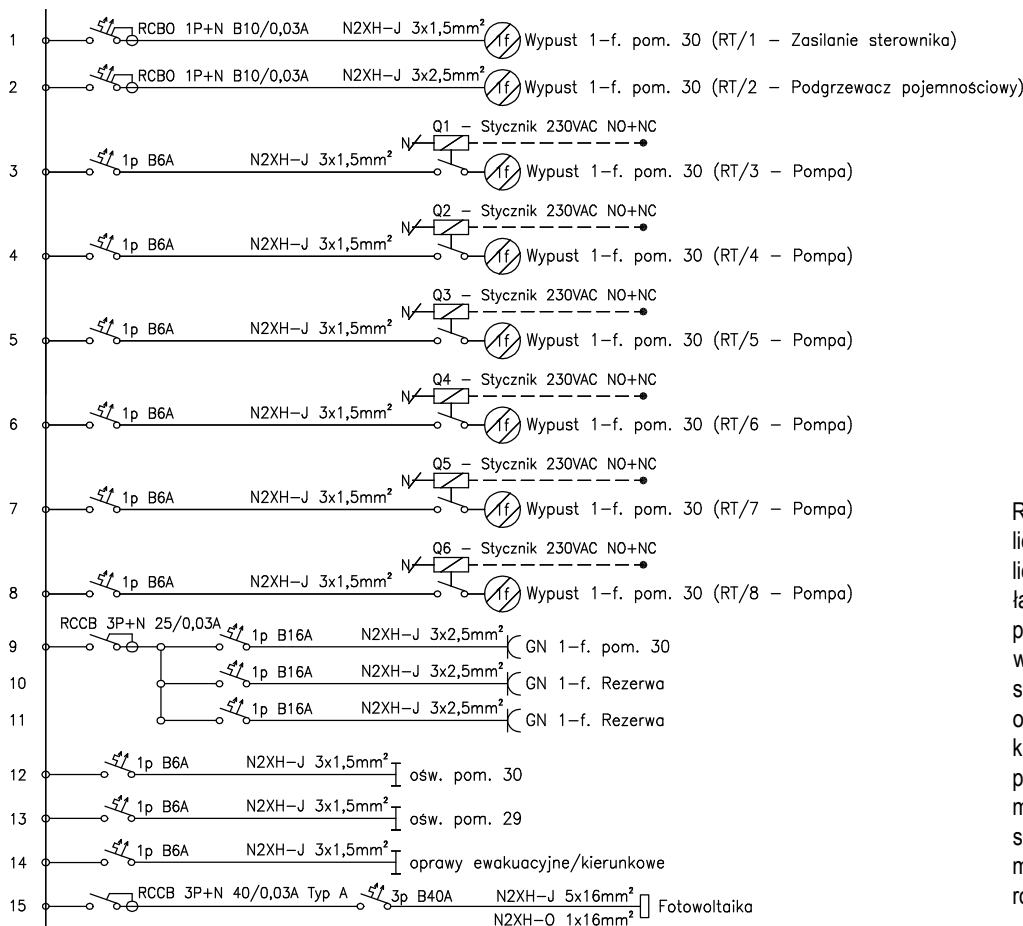 1 RCBO 1P+N B10/0,03A N2XH-J 3x1,5mm² 1f Wypust 1-f. pom. 30 (RT/1 - Zasilanie sterownika)
2 RCBO 1P+N B10/0,03A N2XH-J 3x2,5mm² 1f Wypust 1-f. pom. 30 (RT/2 - Podgrzewacz pojemnościowy)
Q1 - Stycznik 230VAC NO+NC
N
3 1p B6A N2XH-J 3x1,5mm² 1f Wypust 1-f. pom. 30 (RT/3 - Pompa)
Q2 - Stycznik 230VAC NO+NC
N
4 1p B6A N2XH-J 3x1,5mm² 1f Wypust 1-f. pom. 30 (RT/4 - Pompa)
Q3 - Stycznik 230VAC NO+NC
N
5 1p B6A N2XH-J 3x1,5mm² 1f Wypust 1-f. pom. 30 (RT/5 - Pompa)
Q4 - Stycznik 230VAC NO+NC
N
6 1p B6A N2XH-J 3x1,5mm² 1f Wypust 1-f. pom. 30 (RT/6 - Pompa)
Q5 - Stycznik 230VAC NO+NC
N
7 1p B6A N2XH-J 3x1,5mm² 1f Wypust 1-f. pom. 30 (RT/7 - Pompa)
Q6 - Stycznik 230VAC NO+NC
N
8 1p B6A N2XH-J 3x1,5mm² 1f Wypust 1-f. pom. 30 (RT/8 - Pompa)
RCCB 3P+N 25/0,03A
9 1p B16A N2XH-J 3x2,5mm² GN 1-f. pom. 30
10 1p B16A N2XH-J 3x2,5mm² GN 1-f. Rezerwa
11 1p B16A N2XH-J 3x2,5mm² GN 1-f. Rezerwa
12 1p B6A N2XH-J 3x1,5mm² ośw. pom. 30
13 1p B6A N2XH-J 3x1,5mm² ośw. pom. 29
14 1p B6A N2XH-J 3x1,5mm² oprawy ewakuacyjne/kierunkowe
15 RCCB 3P+N 40/0,03A Typ A 3p B40A N2XH-J 5x16mm² Fotowoltaika
N2XH-O 1x16mm²